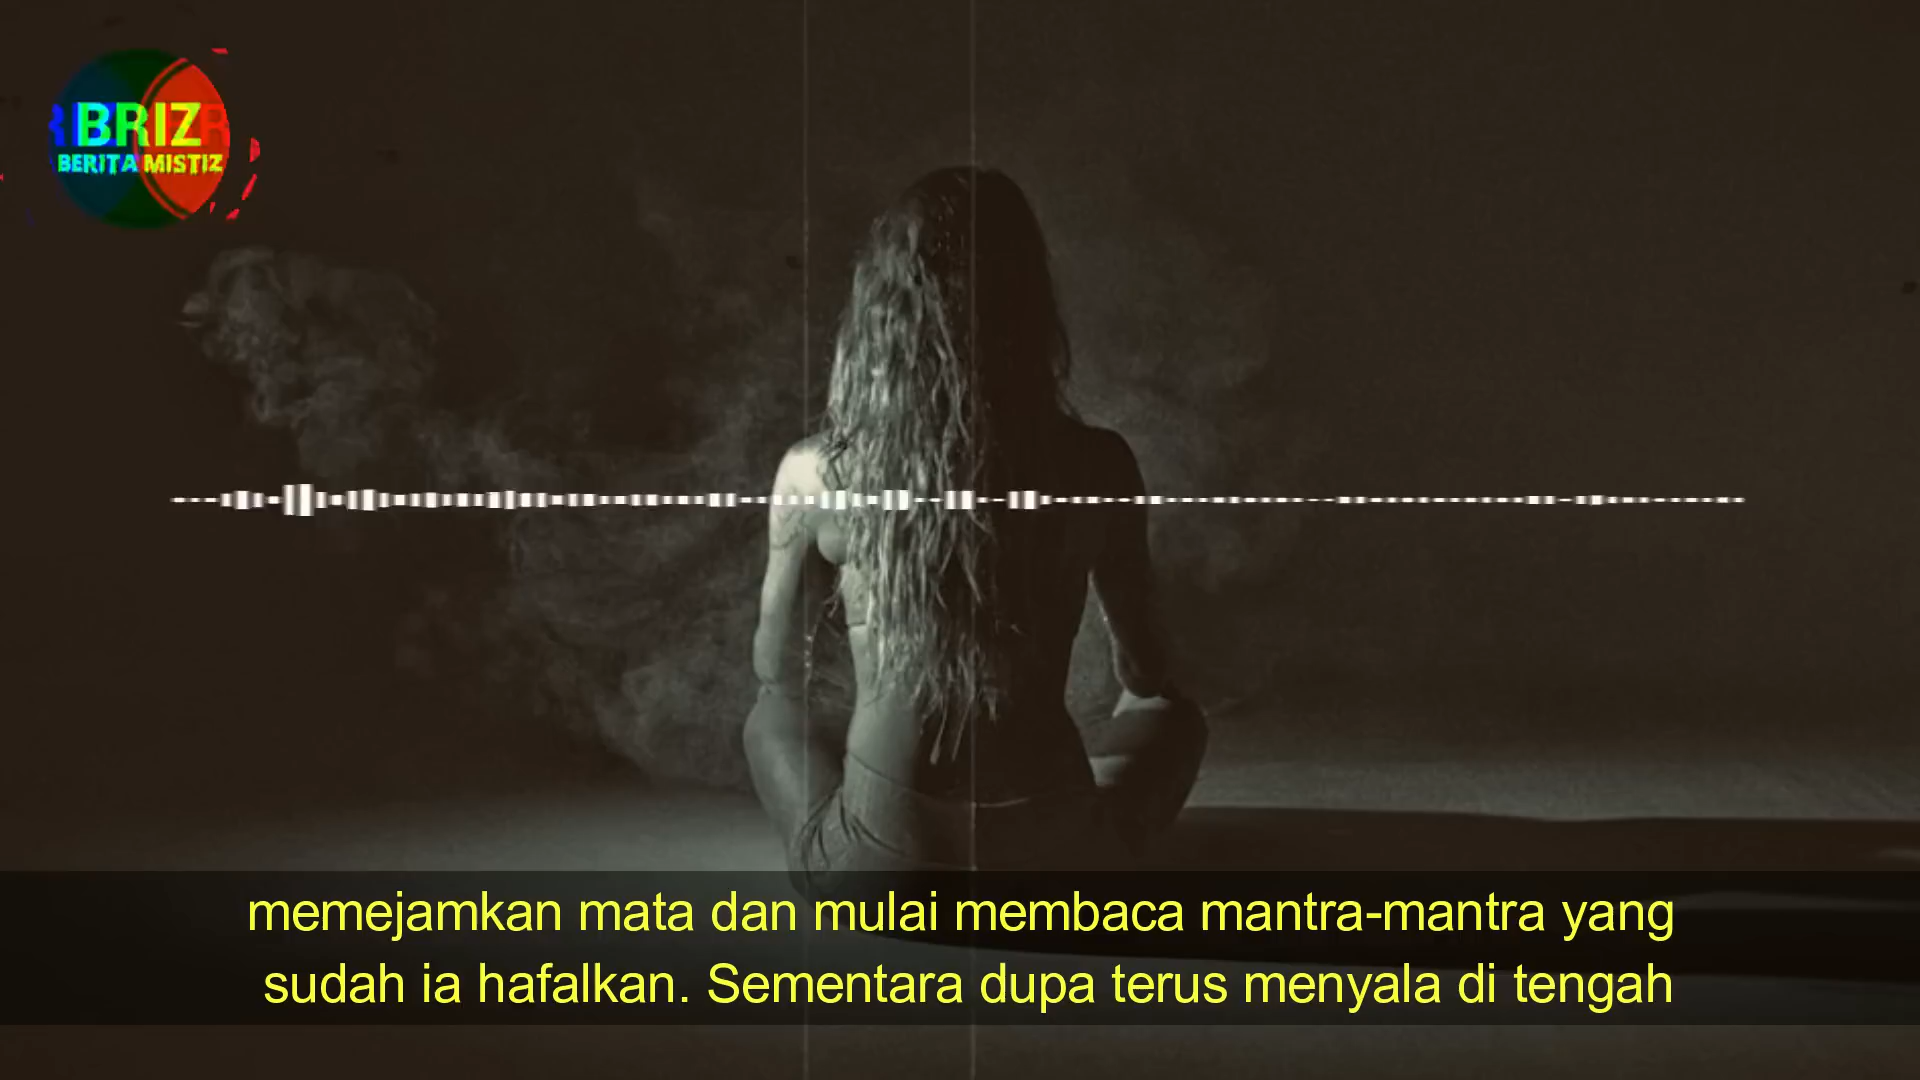 BRIZ
BERITA MISTIZ
memejamkan mata dan mulai membaca mantra-mantra yang
sudah ia hafalkan. Sementara dupa terus menyala di tengah